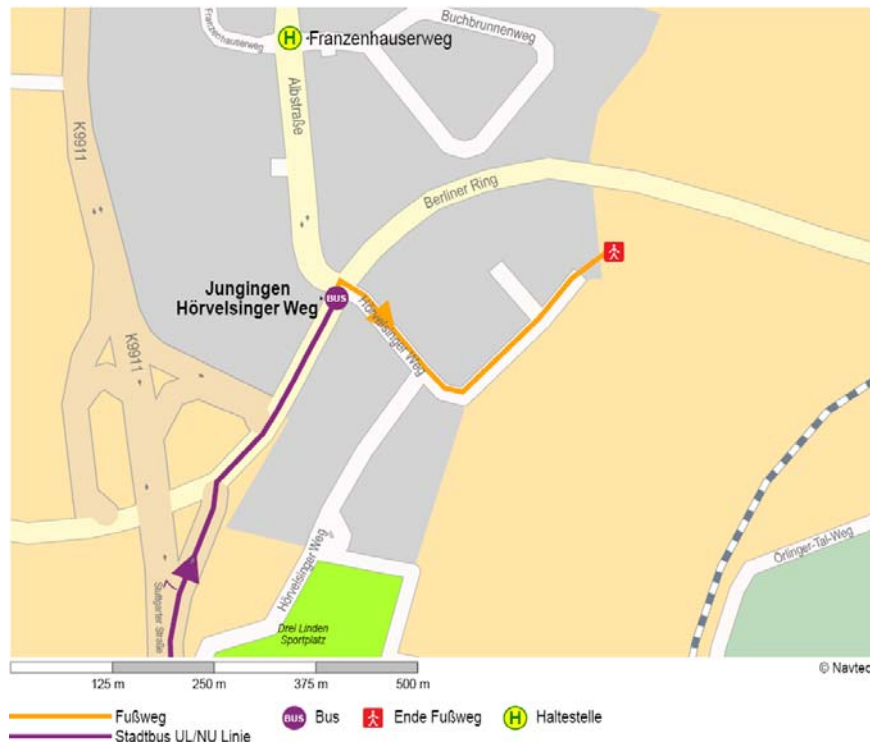 Buchbrunnenweg
Franzenhauserweg
H
Franzenhauserweg
Albstraße
K9911
Berliner Ring
Jungingen
Hörvelsinger Weg
BUS
Hörvelsinger Weg
K9911
Hörvelsinger Weg
Örlinger-Tal-Weg
7
Stuttgarter Straße
Drei Linden
Sportplatz
125 m 250 m 375 m 500 m
© Navtec
Fußweg BUS Bus Ende Fußweg H Haltestelle
Stadtbus UL/NU Linie